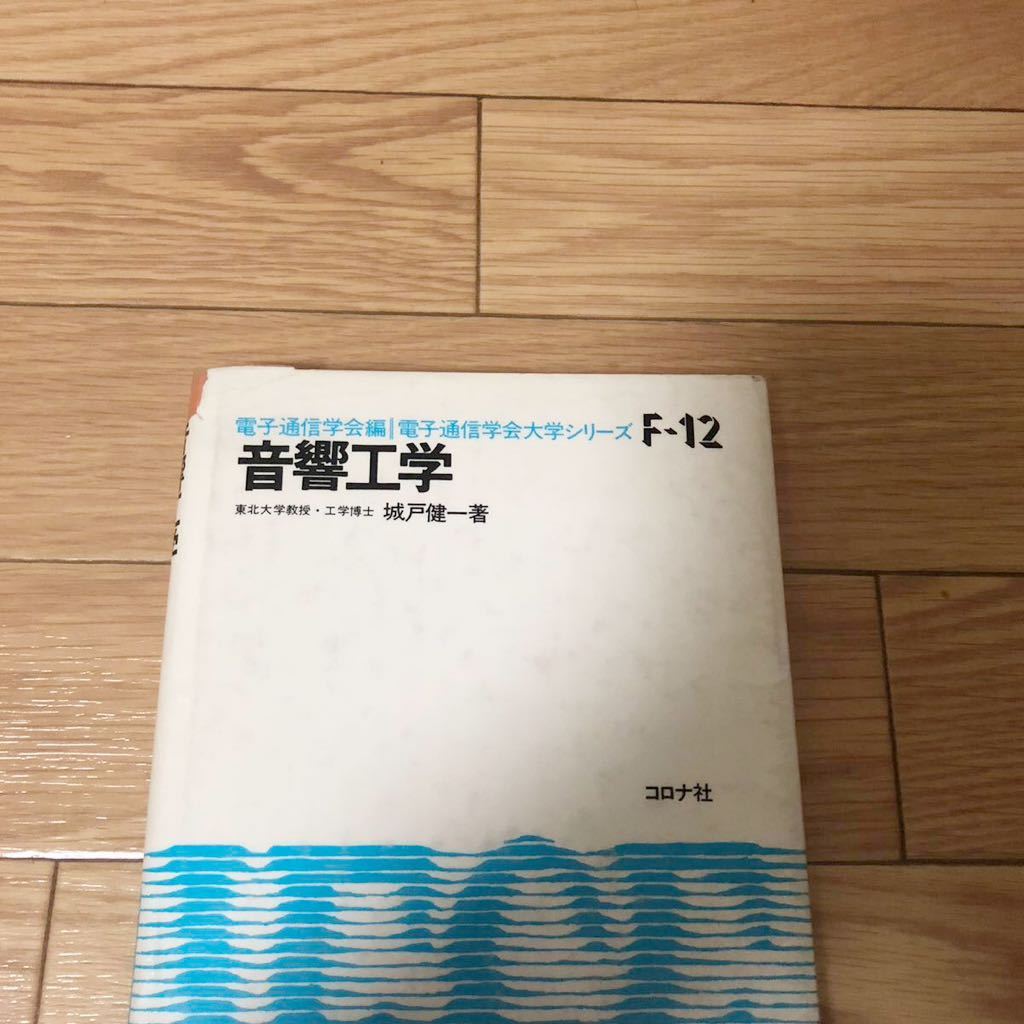 電子通信学会編 電子通信学会大学シリーズ F-12
音響工学
東北大学教授・工学博士 城戸健一著
コロナ社